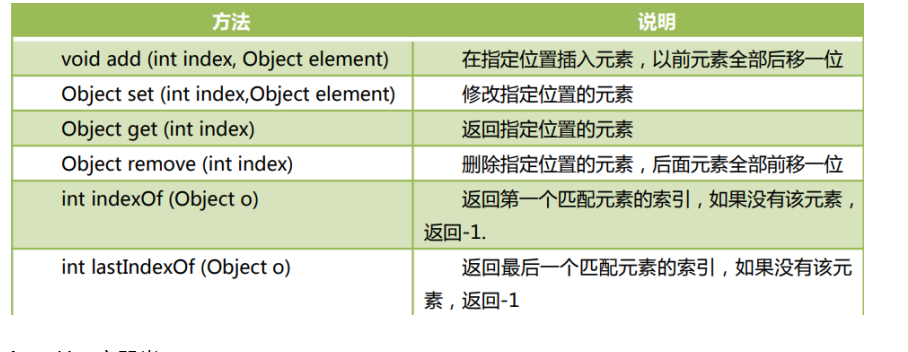 方法 说明
void add (int index, Object element) 在指定位置插入元素，以前元素全部后移一位
Object set (int index,Object element) 修改指定位置的元素
Object get (int index) 返回指定位置的元素
Object remove (int index) 删除指定位置的元素，后面元素全部前移一位
int indexOf (Object o) 返回第一个匹配元素的索引，如果没有该元素，
返回-1.
int lastIndexOf (Object o) 返回最后一个匹配元素的索引，如果没有该元
素，返回-1